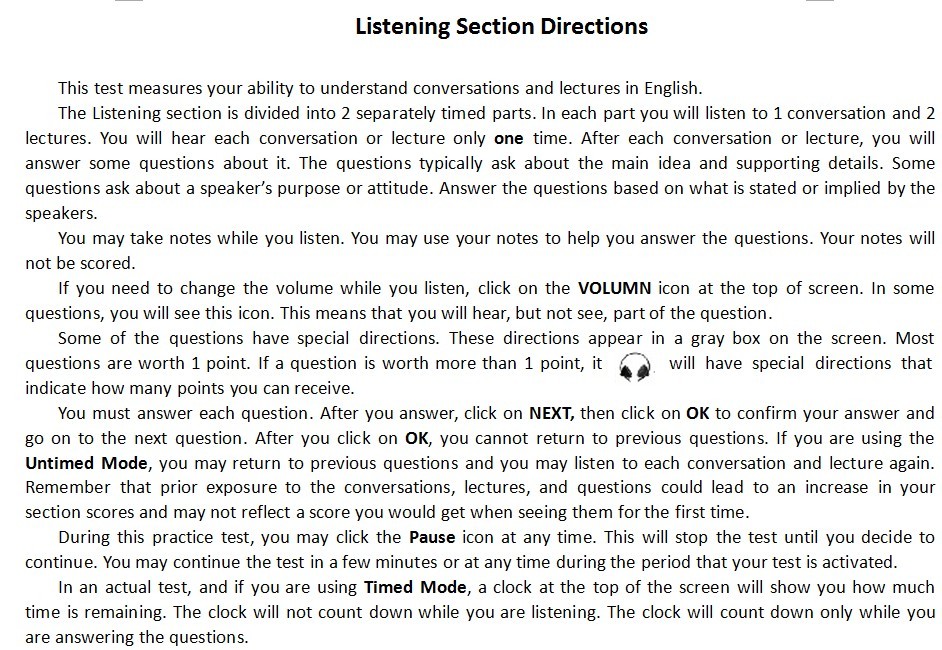 Listening Section Directions
This test measures your ability to understand conversations and lectures in English.
The Listening section is divided into 2 separately timed parts. In each part you will listen to 1 conversation and 2
lectures. You will hear each conversation or lecture only one time. After each conversation or lecture, you will
answer some questions about it. The questions typically ask about the main idea and supporting details. Some
questions ask about a speaker’s purpose or attitude. Answer the questions based on what is stated or implied by the
speakers.
You may take notes while you listen. You may use your notes to help you answer the questions. Your notes will
not be scored.
If you need to change the volume while you listen, click on the VOLUMN icon at the top of screen. In some
questions, you will see this icon. This means that you will hear, but not see, part of the question.
Some of the questions have special directions. These directions appear in a gray box on the screen. Most
questions are worth 1 point. If a question is worth more than 1 point, it will have special directions that
indicate how many points you can receive.
You must answer each question. After you answer, click on NEXT, then click on OK to confirm your answer and
go on to the next question. After you click on OK, you cannot return to previous questions. If you are using the
Untimed Mode, you may return to previous questions and you may listen to each conversation and lecture again.
Remember that prior exposure to the conversations, lectures, and questions could lead to an increase in your
section scores and may not reflect a score you would get when seeing them for the first time.
During this practice test, you may click the Pause icon at any time. This will stop the test until you decide to
continue. You may continue the test in a few minutes or at any time during the period that your test is activated.
In an actual test, and if you are using Timed Mode, a clock at the top of the screen will show you how much
time is remaining. The clock will not count down while you are listening. The clock will count down only while you
are answering the questions.